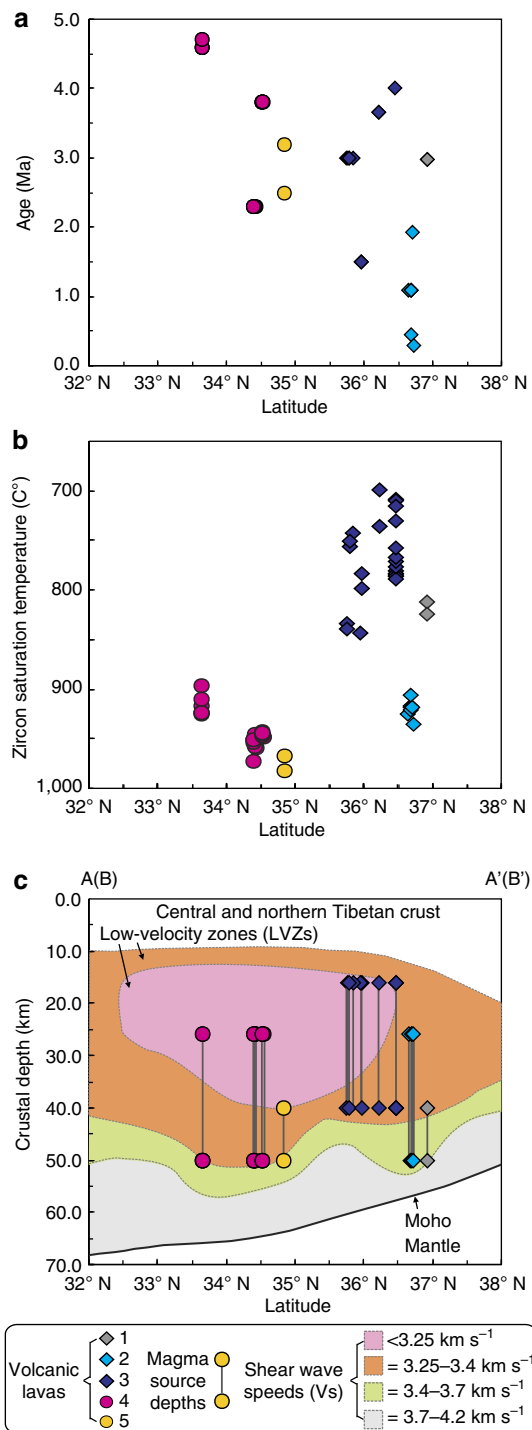 a
5.0
4.0
3.0
2.0
1.0
0.0
Age (Ma)
32° N 33° N 34° N 35° N 36° N 37° N 38° N
Latitude
b
700
800
900
1,000
Zircon saturation temperature (C°)
32° N 33° N 34° N 35° N 36° N 37° N 38° N
Latitude
A(B) A'(B')
c
0.0
10.0
20.0
30.0
40.0
50.0
60.0
70.0
Crustal depth (km)
Central and northern Tibetan crust
Low-velocity zones (LVZs)
Moho
Mantle
32° N 33° N 34° N 35° N 36° N 37° N 38° N
Latitude
Volcanic
lavas
1
2
3
4
5
Magma
source
depths
Shear wave
speeds (Vs)
<3.25 km s⁻¹
= 3.25–3.4 km s⁻¹
= 3.4–3.7 km s⁻¹
= 3.7–4.2 km s⁻¹